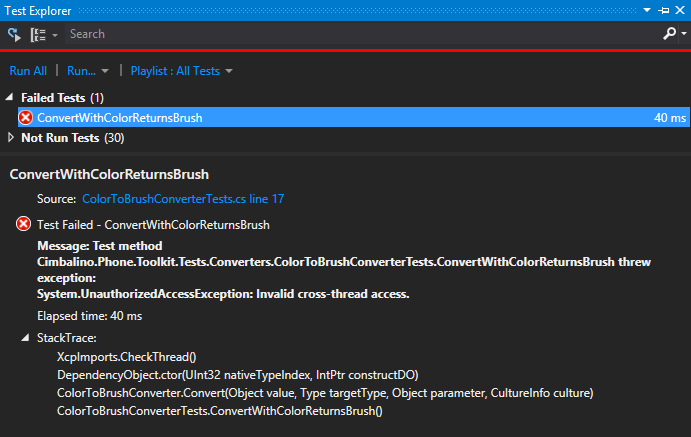 Test Explorer
Search
Run All | Run... | Playlist : All Tests
Failed Tests (1)
ConvertWithColorReturnsBrush 40 ms
Not Run Tests (30)
ConvertWithColorReturnsBrush
Source: ColorToBrushConverterTests.cs line 17
Test Failed - ConvertWithColorReturnsBrush
Message: Test method
Cimbalino.Phone.Toolkit.Tests.Converters.ColorToBrushConverterTests.ConvertWithColorReturnsBrush threw
exception:
System.UnauthorizedAccessException: Invalid cross-thread access.
Elapsed time: 40 ms
StackTrace:
XcpImports.CheckThread()
DependencyObject.ctor(UInt32 nativeTypeIndex, IntPtr constructDO)
ColorToBrushConverter.Convert(Object value, Type targetType, Object parameter, CultureInfo culture)
ColorToBrushConverterTests.ConvertWithColorReturnsBrush()